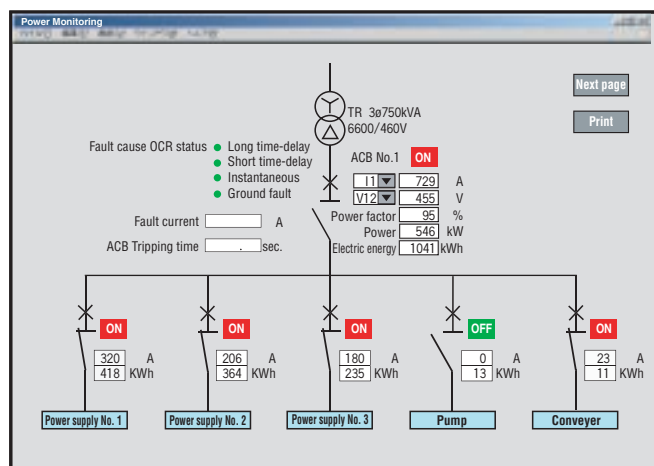 Power Monitoring
Next page
Print
TR 3ø750kVA
6600/460V
Fault cause OCR status
Long time-delay
Short time-delay
Instantaneous
Ground fault
ACB No.1 ON
I1 729 A
V12 455 V
Power factor 95 %
Power 546 kW
Electric energy 1041 kWh
Fault current A
ACB Tripping time . sec.
ON ON ON OFF ON
320 A 206 A 180 A 0 A 23 A
418 KWh 364 KWh 235 KWh 13 KWh 11 KWh
Power supply No. 1 Power supply No. 2 Power supply No. 3 Pump Conveyer